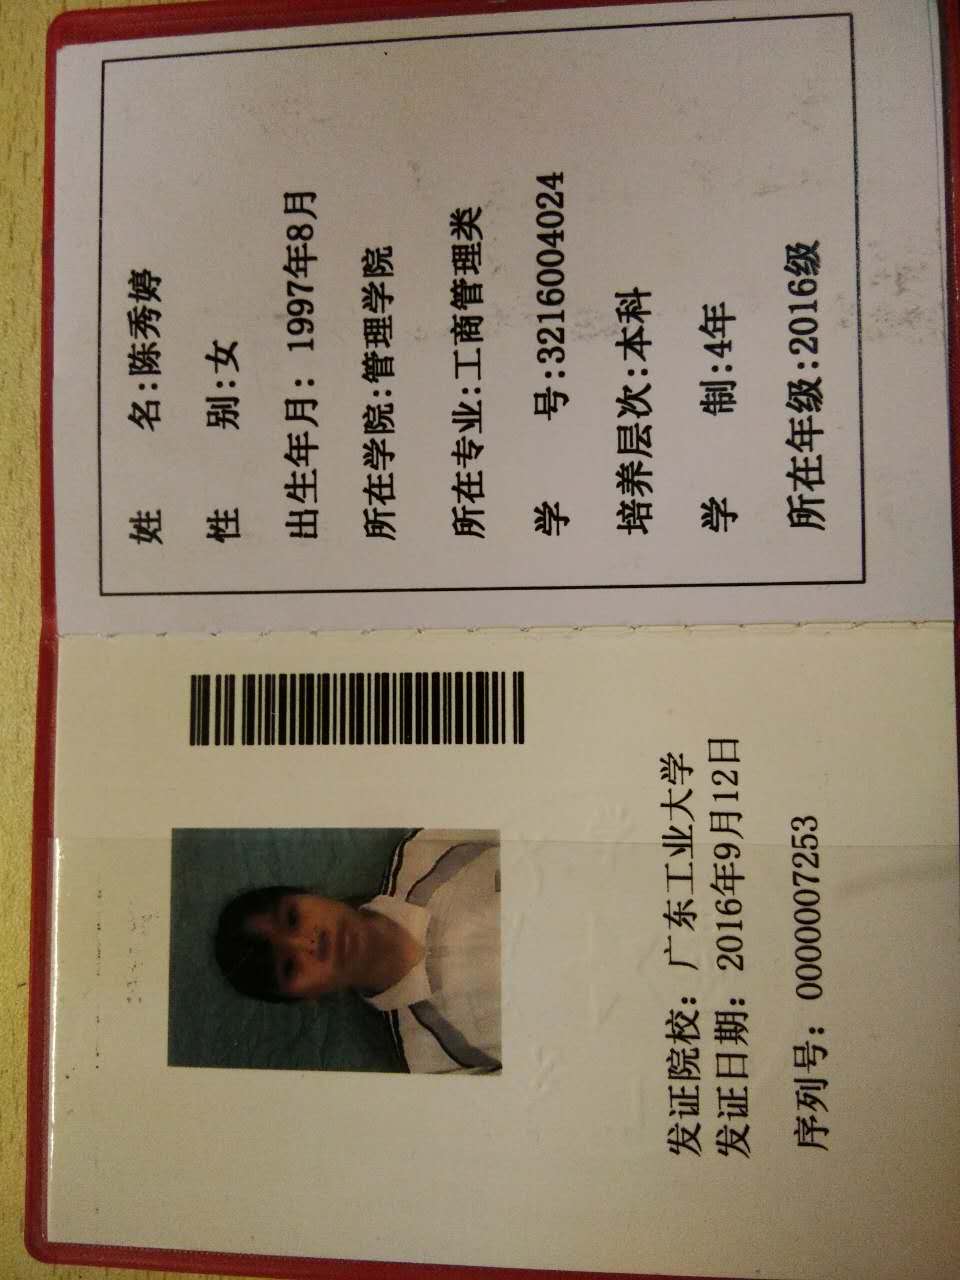 姓 名:陈秀婷
性 别:女
出生年月: 1997年8月
所在学院:管理学院
所在专业:工商管理类
学 号:3216004024
培养层次:本科
学 制:4年
所在年级:2016级
发证院校: 广东工业大学
发证日期: 2016年9月12日
序列号: 0000007253